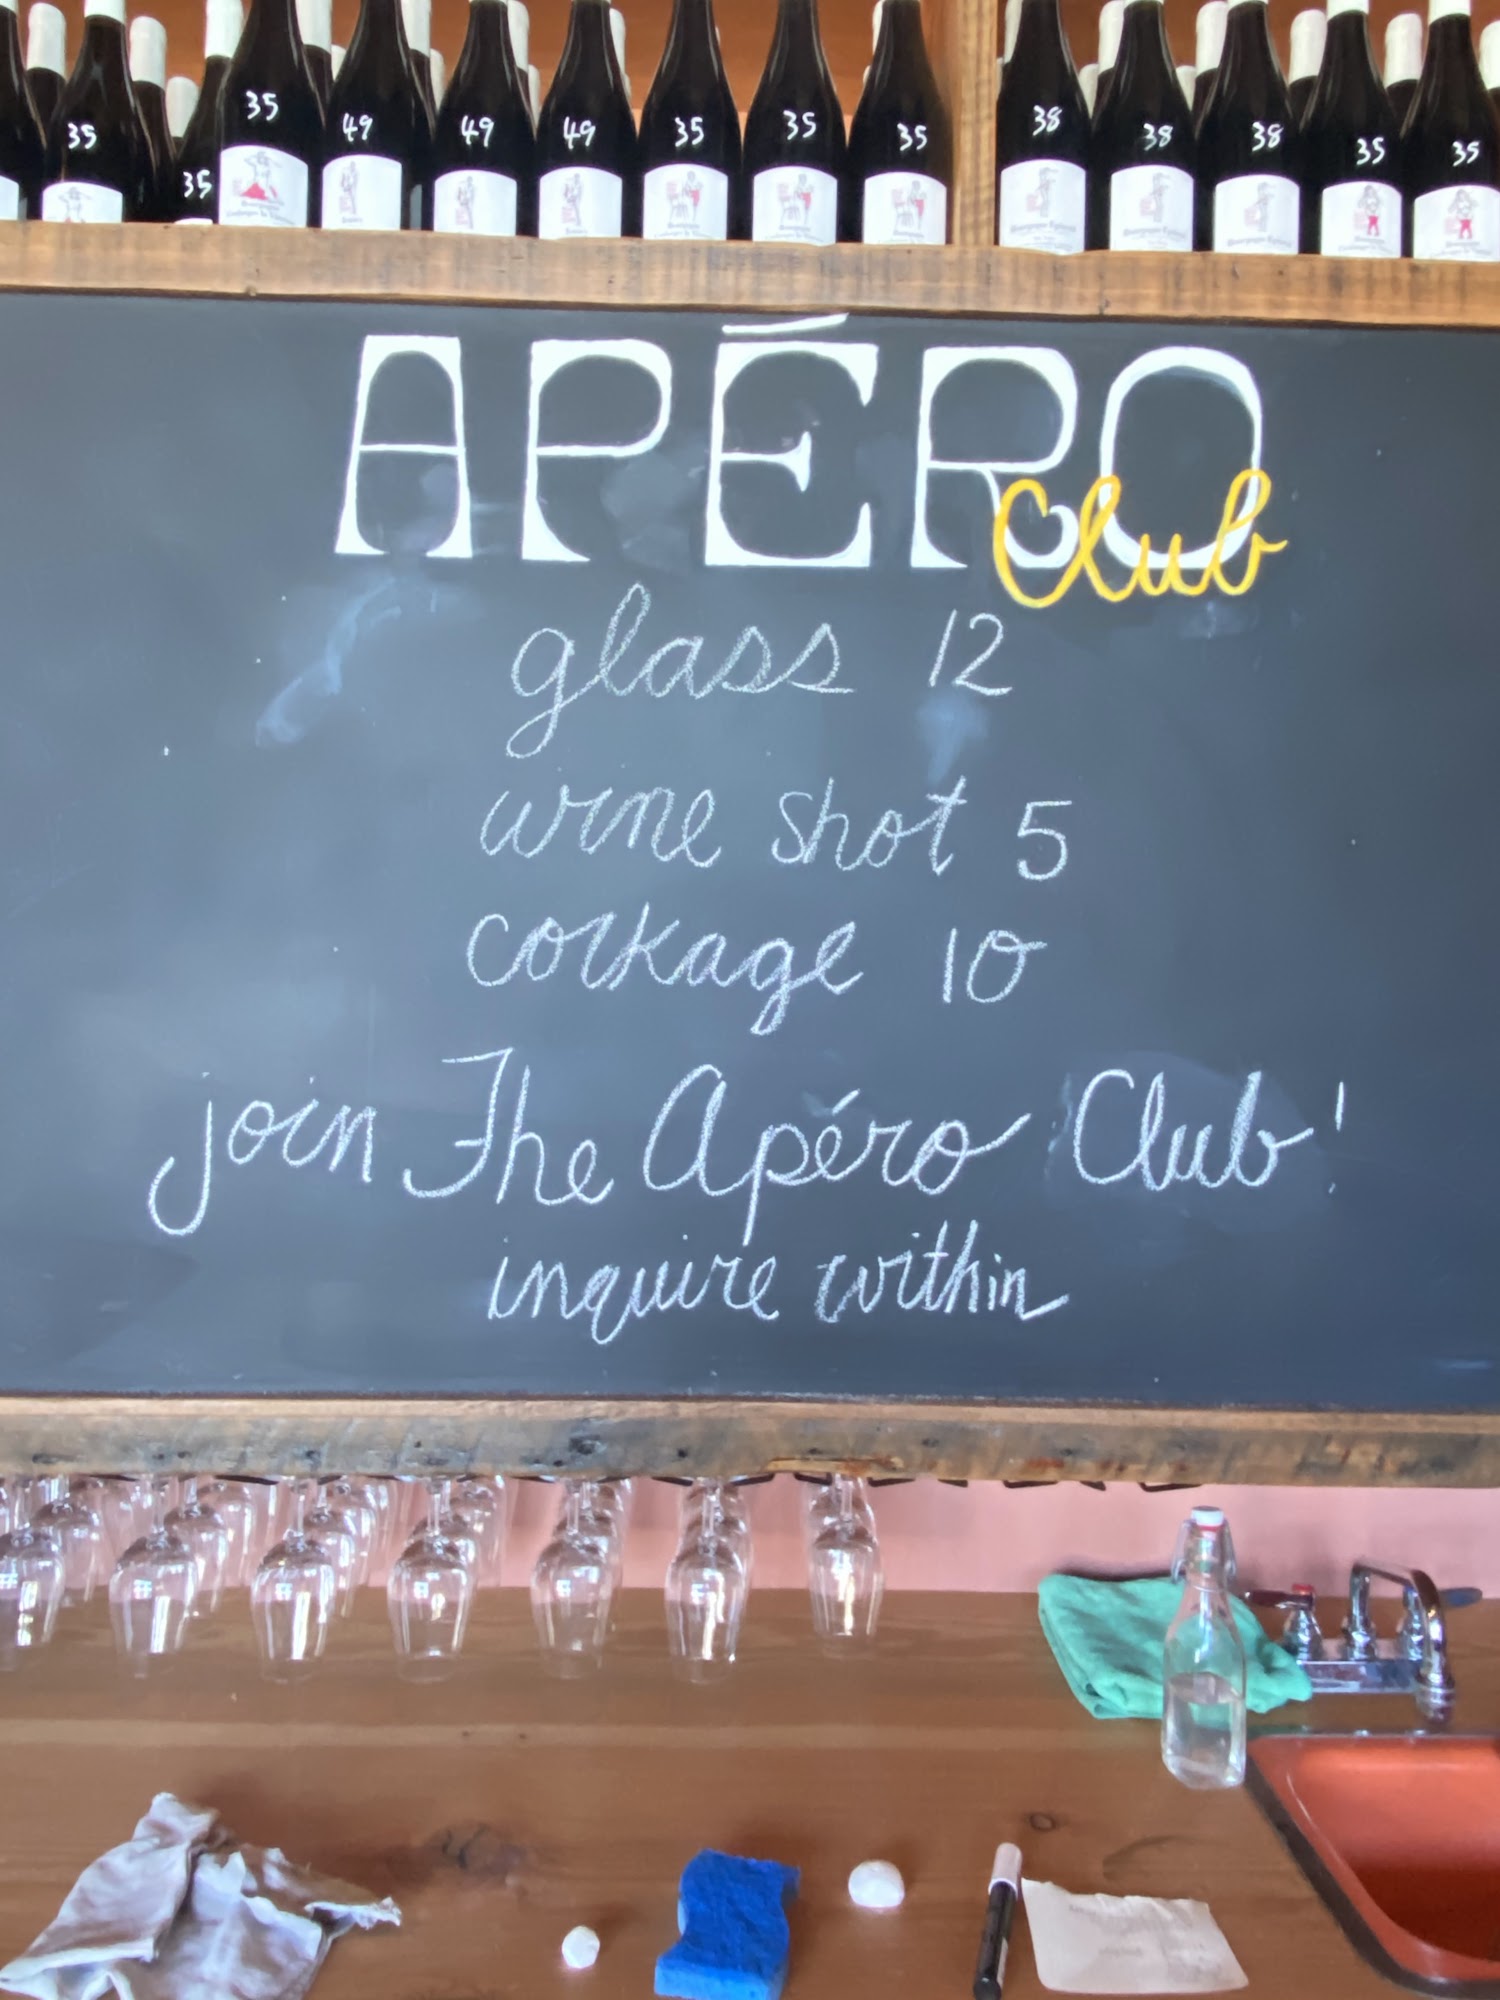 35 35 35 49 49 49 35 35 35 38 38 38 35 35
APÉRO
Club
glass 12
wine shot 5
corkage 10
join The Apéro Club!
inquire within